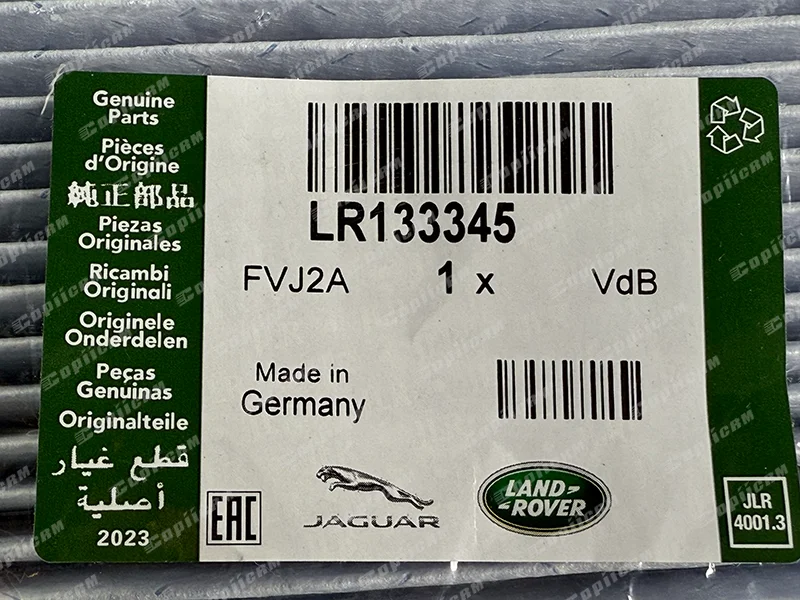 Genuine
Parts
Pièces
d'Origine
純正部品
Piezas
Originales
Ricambi
Originali
Originele
Onderdelen
Peças
Genuínas
Originalteile
قطع غيار
أصلية
2023
LR133345
FVJ2A 1 x VdB
Made in
Germany
EAC
JAGUAR
LAND-
-ROVER
JLR
4001.3
Copiicrm